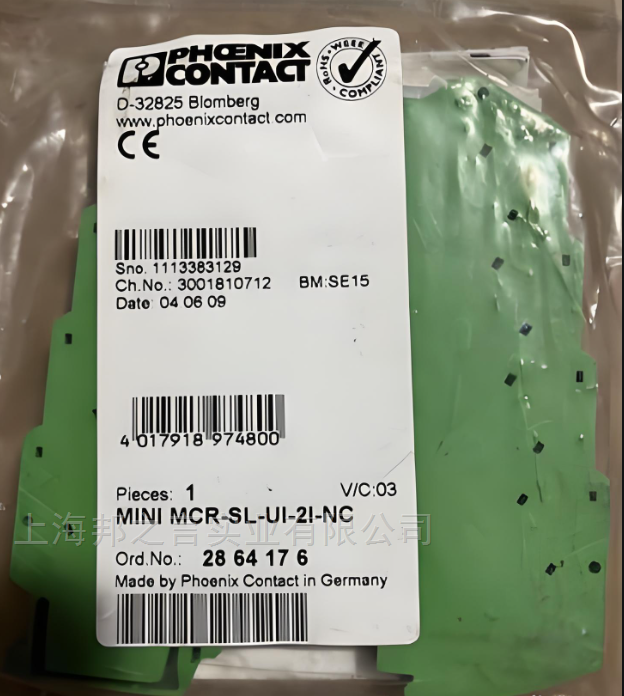 PHŒNIX
CONTACT
RoHS • WEEE
COMPLIANT
D-32825 Blomberg
www.phoenixcontact.com
CE
Sno. 1113383129
Ch.No.: 3001810712 BM:SE15
Date: 04 06 09
4 017918 974800
Pieces: 1 V/C:03
MINI MCR-SL-UI-2I-NC
上海邦之吉实业有限公司
Ord.No.: 28 64 17 6
Made by Phoenix Contact in Germany